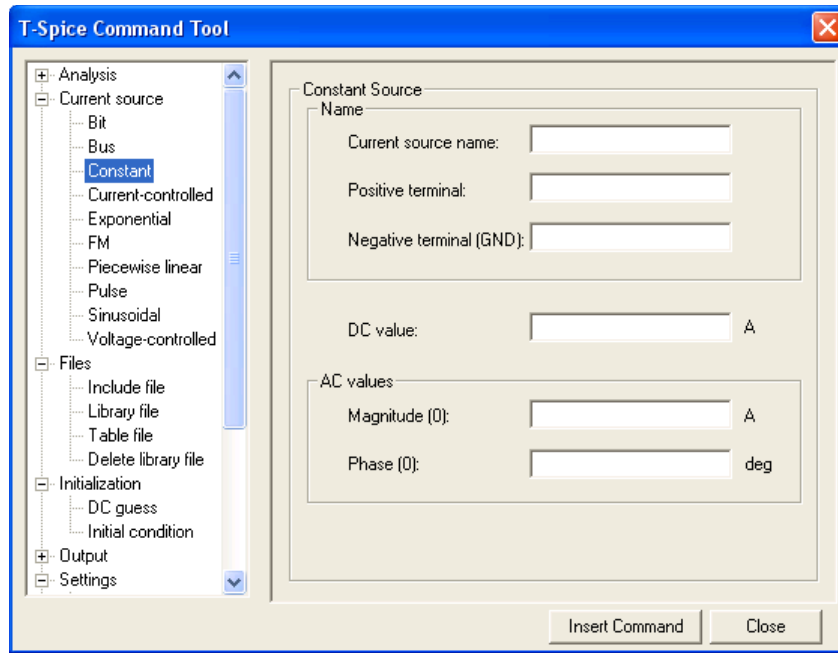 T-Spice Command Tool
Analysis
Current source
Bit
Bus
Constant
Current-controlled
Exponential
FM
Piecewise linear
Pulse
Sinusoidal
Voltage-controlled
Files
Include file
Library file
Table file
Delete library file
Initialization
DC guess
Initial condition
Output
Settings
Constant Source
Name
Current source name:
Positive terminal:
Negative terminal (GND):
DC value: A
AC values
Magnitude (0): A
Phase (0): deg
Insert Command Close